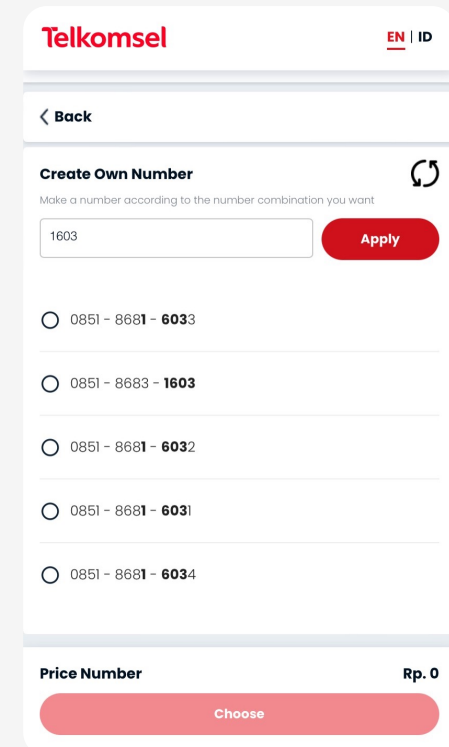 Telkomsel
EN | ID
Back
Create Own Number
Make a number according to the number combination you want
1603
Apply
0851 - 8681 - 6033
0851 - 8683 - 1603
0851 - 8681 - 6032
0851 - 8681 - 6031
0851 - 8681 - 6034
Price Number Rp. 0
Choose